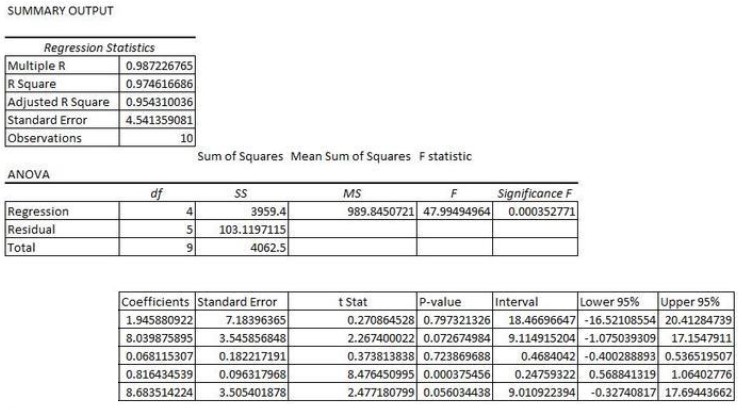 SUMMARY OUTPUT
Regression Statistics
Multiple R 0.987226765
R Square 0.974616686
Adjusted R Square 0.954310036
Standard Error 4.541359081
Observations 10
Sum of Squares Mean Sum of Squares F statistic
ANOVA
df SS MS F Significance F
Regression 4 3959.4 989.8450721 47.99494964 0.000352771
Residual 5 103.1197115
Total 9 4062.5
Coefficients Standard Error t Stat P-value Interval Lower 95% Upper 95%
1.945880922 7.18396365 0.270864528 0.797321326 18.46696647 -16.52108554 20.41284739
8.039875895 3.545856848 2.267400022 0.072674984 9.114915204 -1.075039309 17.1547911
0.068115307 0.182217191 0.373813838 0.723869688 0.4684042 -0.400288893 0.536519507
0.816434539 0.096317968 8.476450995 0.000375456 0.24759322 0.568841319 1.06402776
8.683514224 3.505401878 2.477180799 0.056034438 9.010922394 -0.32740817 17.69443662